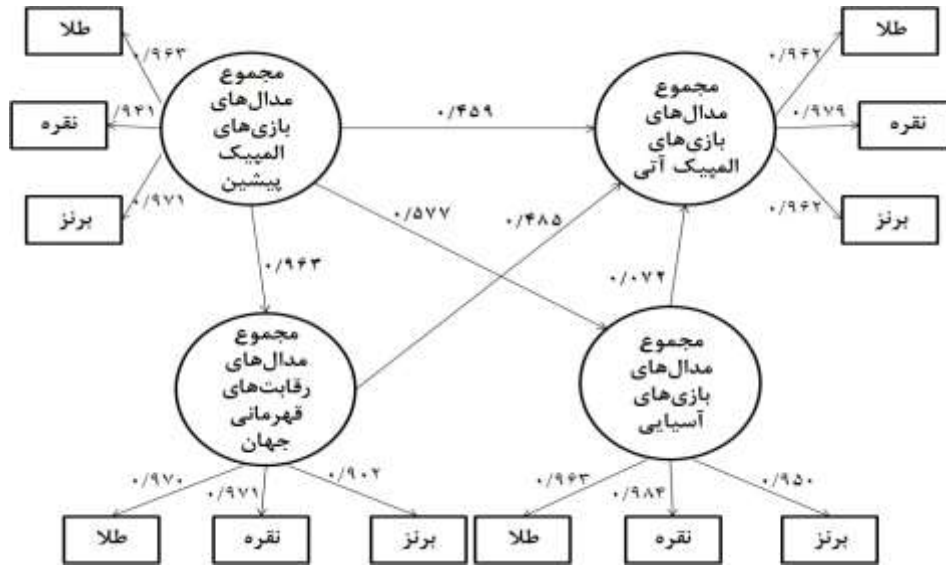 طلا
۰/۹۶۳
نقره
/۹۴۱
برنز
۰/۹۷۱
مجموع
مدال‌های
بازی‌های
المپیک
پیشین
۰/۴۵۹
مجموع
مدال‌های
بازی‌های
المپیک آتی
طلا
۰/۹۶۲
نقره
۰/۹۷۹
برنز
۰/۹۶۲
۰/۵۷۷
۰/۴۸۵
۰/۹۶۳
۰/۰۷۲
مجموع
مدال‌های
رقابت‌های
قهرمانی
جهان
مجموع
مدال‌های
بازی‌های
آسیایی
۰/۹۷۰
۰/۹۷۱
۰/۹۰۲
طلا
نقره
برنز
۰/۹۶۳
۰/۹۸۴
۰/۹۵۰
طلا
نقره
برنز